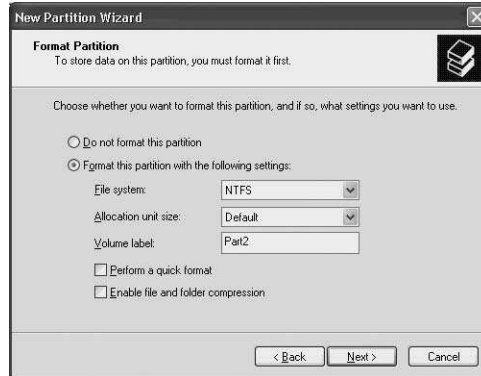 New Partition Wizard
Format Partition
To store data on this partition, you must format it first.
Choose whether you want to format this partition, and if so, what settings you want to use.
Do not format this partition
Format this partition with the following settings:
File system: NTFS
Allocation unit size: Default
Volume label: Part2
Perform a quick format
Enable file and folder compression
< Back Next > Cancel